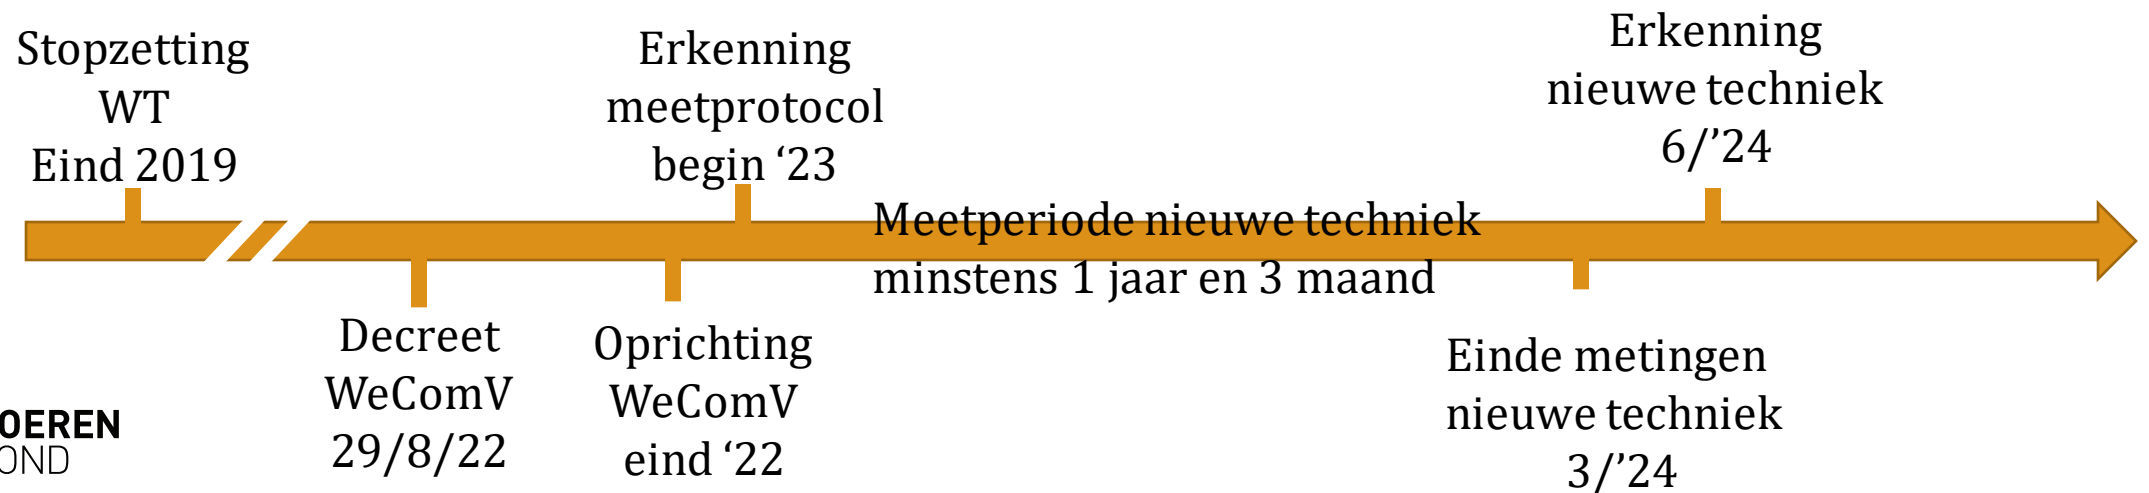 Stopzetting
WT
Eind 2019
Erkenning
meetprotocol
begin ‘23
Erkenning
nieuwe techniek
6/’24
Meetperiode nieuwe techniek
minstens 1 jaar en 3 maand
Decreet
WeComV
29/8/22
Oprichting
WeComV
eind ‘22
Einde metingen
nieuwe techniek
3/’24
OEREN
OND